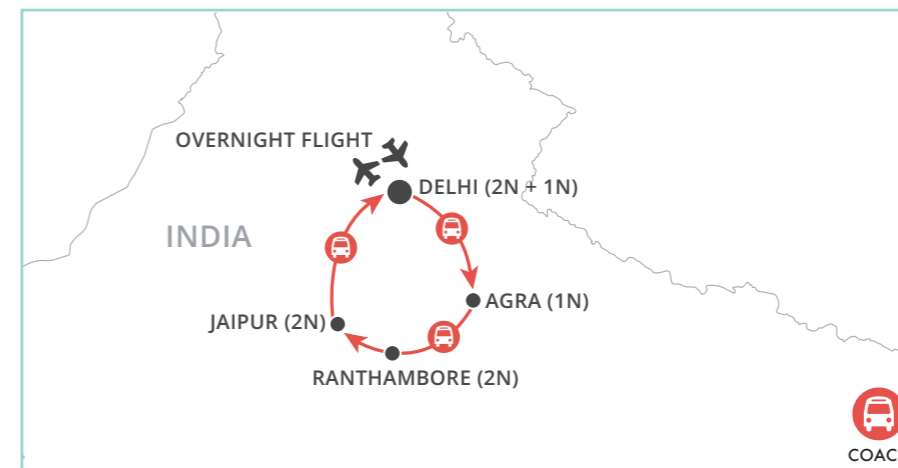 OVERNIGHT FLIGHT
DELHI (2N + 1N)
INDIA
AGRA (1N)
JAIPUR (2N)
RANTHAMBORE (2N)
COAC